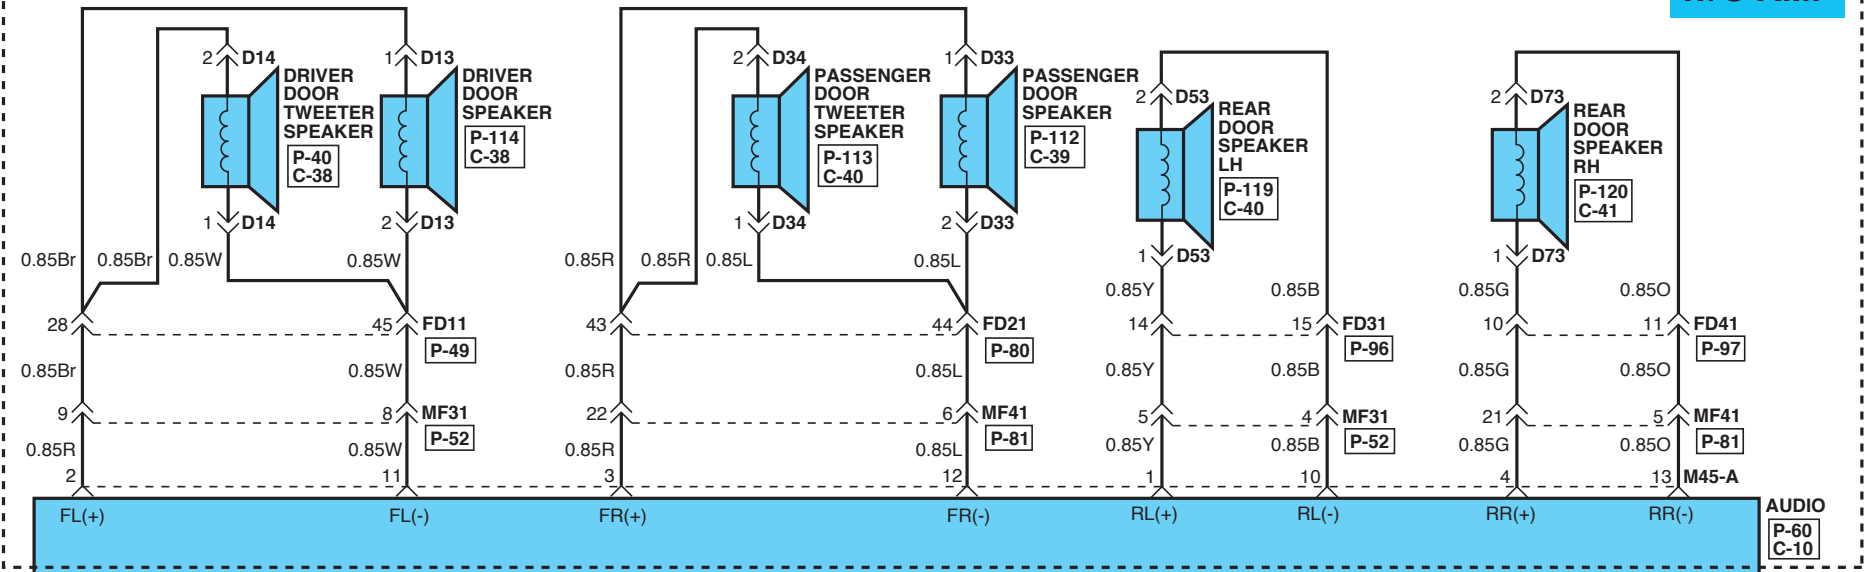 2 D14
1 D13
2 D34
1 D33
DRIVER
DOOR
TWEETER
SPEAKER
P-40
C-38
DRIVER
DOOR
SPEAKER
P-114
C-38
PASSENGER
DOOR
TWEETER
SPEAKER
P-113
C-40
PASSENGER
DOOR
SPEAKER
P-112
C-39
2 D53
REAR
DOOR
SPEAKER
LH
P-119
C-40
2 D73
REAR
DOOR
SPEAKER
RH
P-120
C-41
1 D14
2 D13
1 D34
2 D33
1 D53
1 D73
0.85Br 0.85Br 0.85W 0.85W 0.85R 0.85R 0.85L 0.85L
0.85Y 0.85B 0.85G 0.85O
28 45 FD11 43 44 FD21 14 15 FD31 10 11 FD41
P-49 P-80 P-96 P-97
0.85Br 0.85W 0.85R 0.85L 0.85Y 0.85B 0.85G 0.85O
9 8 MF31 22 6 MF41 5 4 MF31 21 5 MF41
P-52 P-81 P-52 P-81
0.85R 0.85W 0.85R 0.85L 0.85Y 0.85B 0.85G 0.85O
2 11 3 12 1 10 4 13 M45-A
FL(+) FL(-) FR(+) FR(-) RL(+) RL(-) RR(+) RR(-)
AUDIO
P-60
C-10